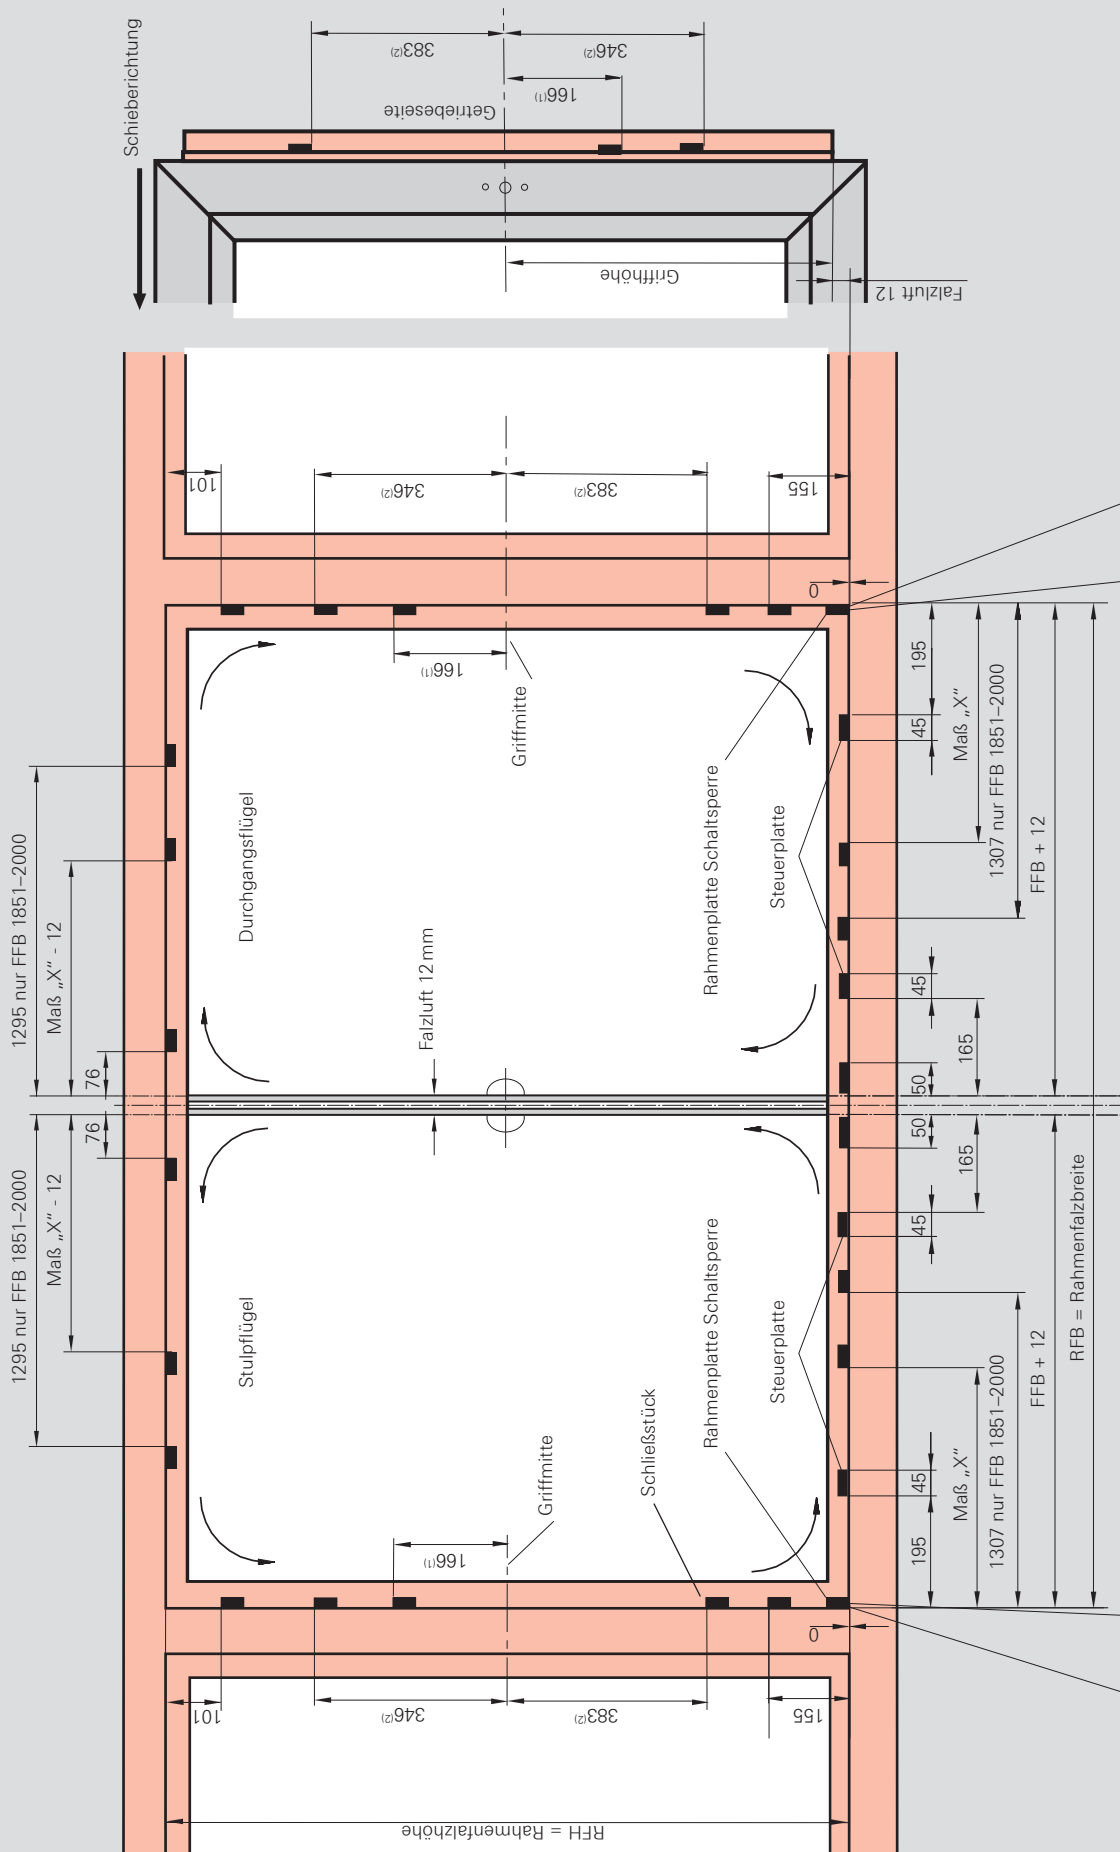 Schieberichtung
383(2)
346(2)
166(1)
Getriebeseite
Griffhöhe
Falzluft 12
101
346(2)
383(2)
155
0
166(1)
Griffmitte
Durchgangsflügel
Falzluft 12 mm
Rahmenplatte Schaltsperre
Steuerplatte
1295 nur FFB 1851–2000
Maß „X“ - 12
76
195
45
Maß „X“
1307 nur FFB 1851–2000
FFB + 12
45
165
50
76
Maß „X“ - 12
1295 nur FFB 1851–2000
50
165
45
RFB = Rahmenfalzbreite
Stulpflügel
Griffmitte
Schließstück
Rahmenplatte Schaltsperre
Steuerplatte
166(1)
45
195
Maß „X“
1307 nur FFB 1851–2000
FFB + 12
0
101
346(2)
383(2)
155
RFH = Rahmenfalzhöhe